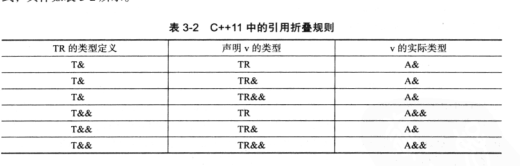 表 3-2 C++11 中的引用折叠规则
TR 的类型定义 声明 v 的类型 v 的实际类型
T& TR A&
T& TR& A&
T& TR&& A&
T&& TR A&&
T&& TR& A&
T&& TR&& A&&